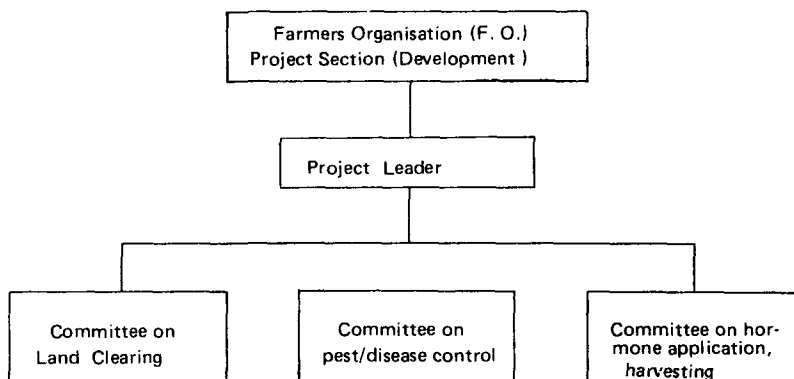 Farmers Organisation (F. O.)
Project Section (Development )
Project Leader
Committee on
Land Clearing
Committee on
pest/disease control
Committee on hor-
mone application,
harvesting